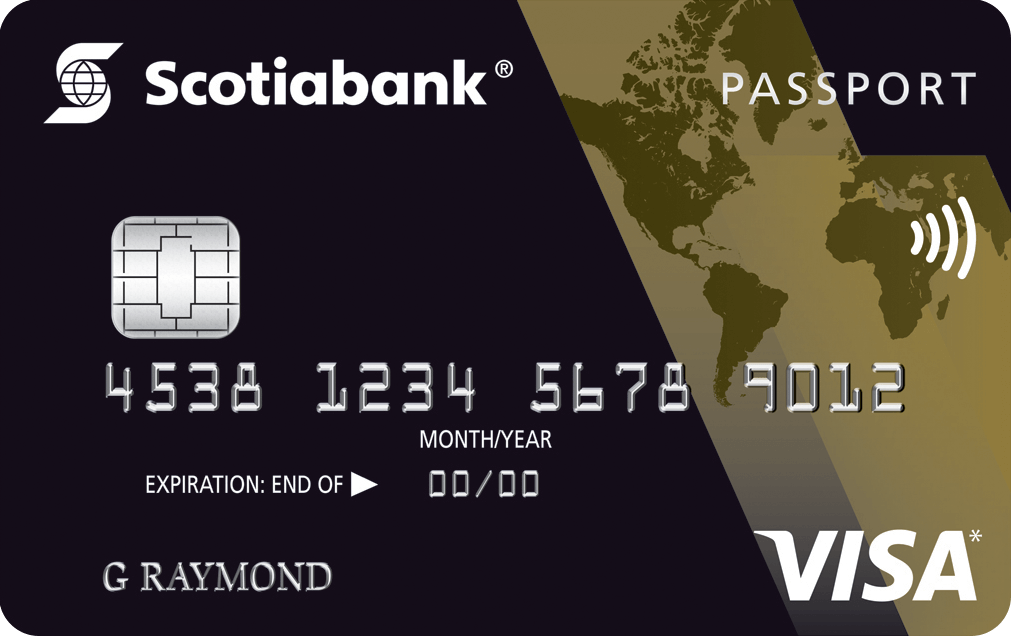 Scotiabank®
PASSPORT
4538 1234 5678 9012
MONTH/YEAR
EXPIRATION: END OF ▶ 00/00
G RAYMOND
VISA*